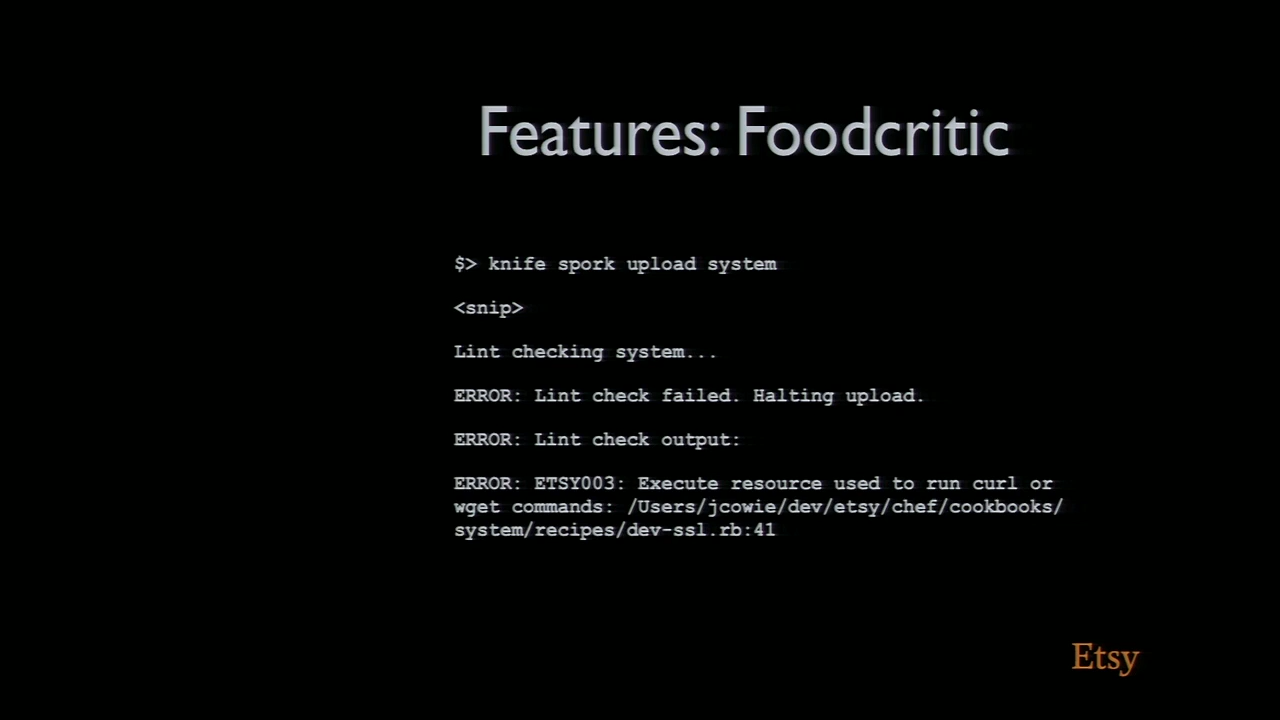 Features: Foodcritic
$> knife spork upload system
<snip>
Lint checking system...
ERROR: Lint check failed. Halting upload.
ERROR: Lint check output:
ERROR: ETSY003: Execute resource used to run curl or
wget commands: /Users/jcowie/dev/etsy/chef/cookbooks/
system/recipes/dev-ssl.rb:41
Etsy